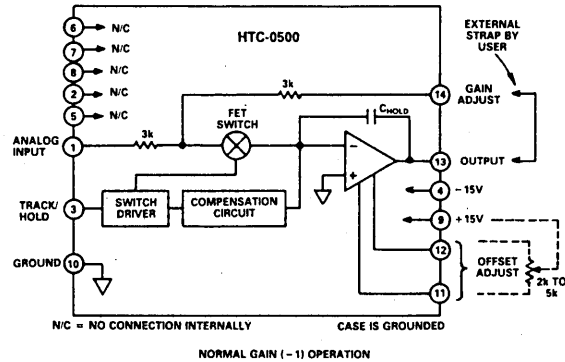 HTC-0500
EXTERNAL
STRAP BY
USER
6 N/C
7 N/C
8 N/C
2 N/C
5 N/C
3k
14
GAIN
ADJUST
FET
SWITCH
CHOLD
ANALOG
INPUT
1
3k
−
+
13
OUTPUT
4
−15V
9
+15V
TRACK/
HOLD
3
SWITCH
DRIVER
COMPENSATION
CIRCUIT
12
OFFSET
ADJUST
2k TO
5k
11
GROUND
10
N/C = NO CONNECTION INTERNALLY
CASE IS GROUNDED
NORMAL GAIN (−1) OPERATION